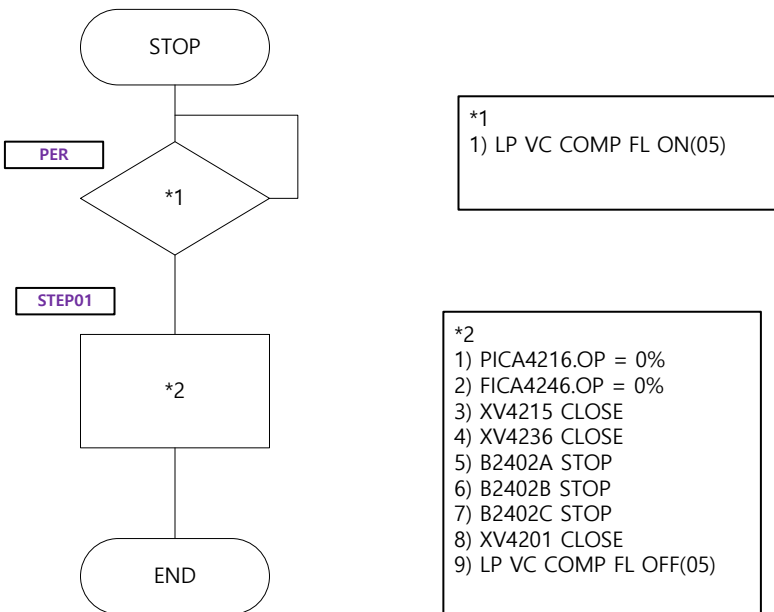 STOP
PER
*1
*1
1) LP VC COMP FL ON(05)
STEP01
*2
*2
1) PICA4216.OP = 0%
2) FICA4246.OP = 0%
3) XV4215 CLOSE
4) XV4236 CLOSE
5) B2402A STOP
6) B2402B STOP
7) B2402C STOP
8) XV4201 CLOSE
9) LP VC COMP FL OFF(05)
END